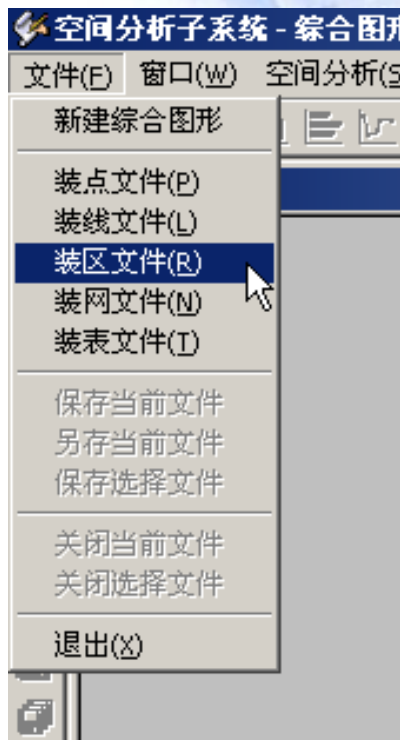 空间分析子系统 - 综合图形
文件(F) 窗口(W) 空间分析(S
新建综合图形
装点文件(P)
装线文件(L)
装区文件(R)
装网文件(N)
装表文件(T)
保存当前文件
另存当前文件
保存选择文件
关闭当前文件
关闭选择文件
退出(X)